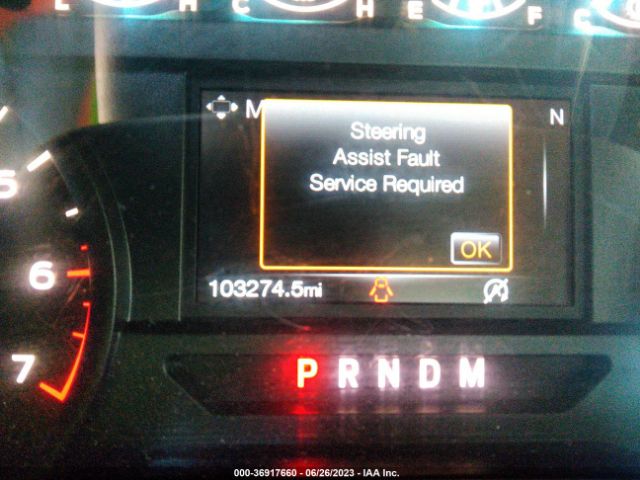 L H C H E F C
M N
Steering
Assist Fault
Service Required
OK
5
6
7
103274.5mi
P R N D M
000-36917660 - 06/26/2023 - IAA Inc.